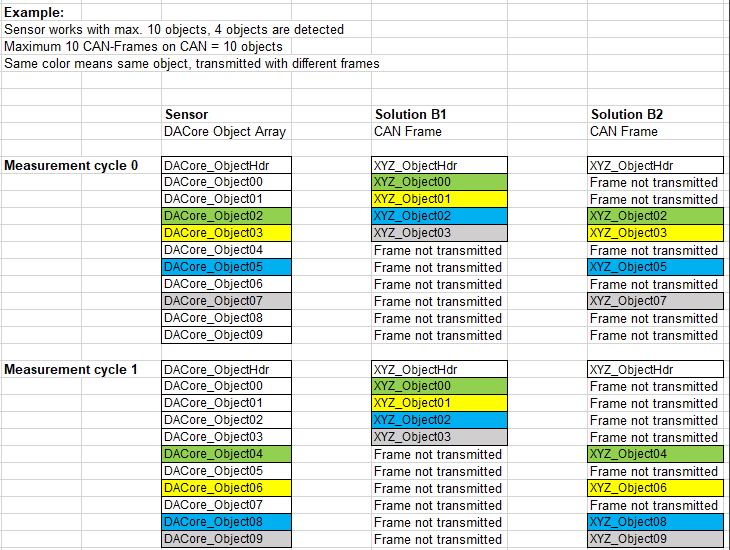 Example:
Sensor works with max. 10 objects, 4 objects are detected
Maximum 10 CAN-Frames on CAN = 10 objects
Same color means same object, transmitted with different frames
Sensor Solution B1 Solution B2
DACore Object Array CAN Frame CAN Frame
Measurement cycle 0 DACore_ObjectHdr XYZ_ObjectHdr XYZ_ObjectHdr
DACore_Object00 XYZ_Object00 Frame not transmitted
DACore_Object01 XYZ_Object01 Frame not transmitted
DACore_Object02 XYZ_Object02 XYZ_Object02
DACore_Object03 XYZ_Object03 XYZ_Object03
DACore_Object04 Frame not transmitted Frame not transmitted
DACore_Object05 Frame not transmitted XYZ_Object05
DACore_Object06 Frame not transmitted Frame not transmitted
DACore_Object07 Frame not transmitted XYZ_Object07
DACore_Object08 Frame not transmitted Frame not transmitted
DACore_Object09 Frame not transmitted Frame not transmitted
Measurement cycle 1 DACore_ObjectHdr XYZ_ObjectHdr XYZ_ObjectHdr
DACore_Object00 XYZ_Object00 Frame not transmitted
DACore_Object01 XYZ_Object01 Frame not transmitted
DACore_Object02 XYZ_Object02 Frame not transmitted
DACore_Object03 XYZ_Object03 Frame not transmitted
DACore_Object04 Frame not transmitted XYZ_Object04
DACore_Object05 Frame not transmitted Frame not transmitted
DACore_Object06 Frame not transmitted XYZ_Object06
DACore_Object07 Frame not transmitted Frame not transmitted
DACore_Object08 Frame not transmitted XYZ_Object08
DACore_Object09 Frame not transmitted XYZ_Object09